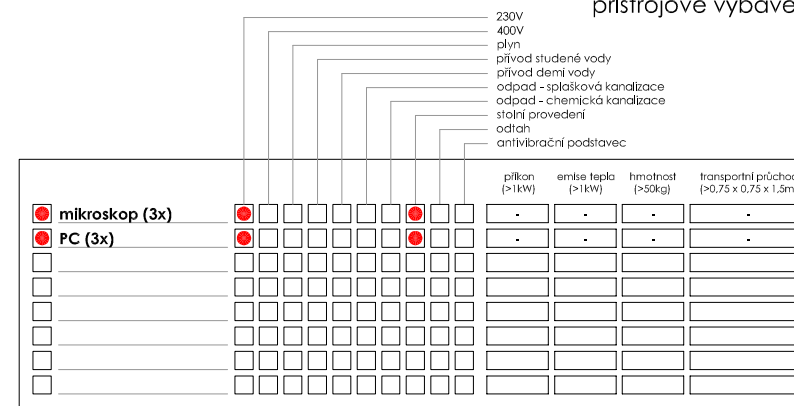 přístrojové vybave
230V
400V
plyn
přívod studené vody
přívod demi vody
odpad - splašková kanalizace
odpad - chemická kanalizace
stolní provedení
odtah
antivibrační podstavec
příkon emise tepla hmotnost transportní průchod
(>1kW) (>1kW) (>50kg) (>0,75 x 0,75 x 1,5m
mikroskop (3x) - - - -
PC (3x) - - - -